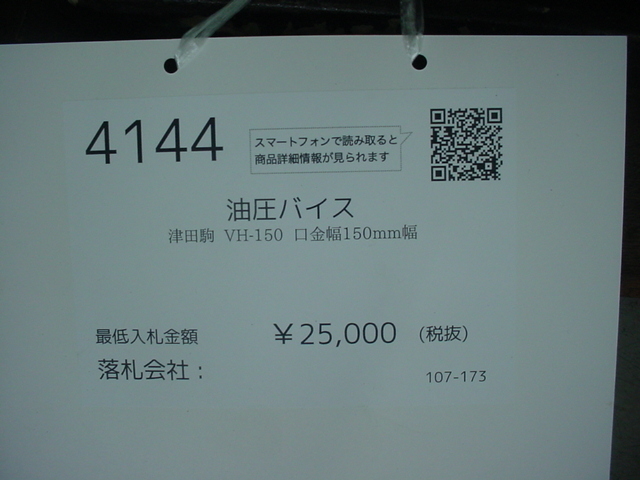 4144
スマートフォンで読み取ると
商品詳細情報が見られます
油圧バイス
津田駒 VH-150 口金幅150mm幅
最低入札金額 ￥25,000 (税抜)
落札会社：
107-173